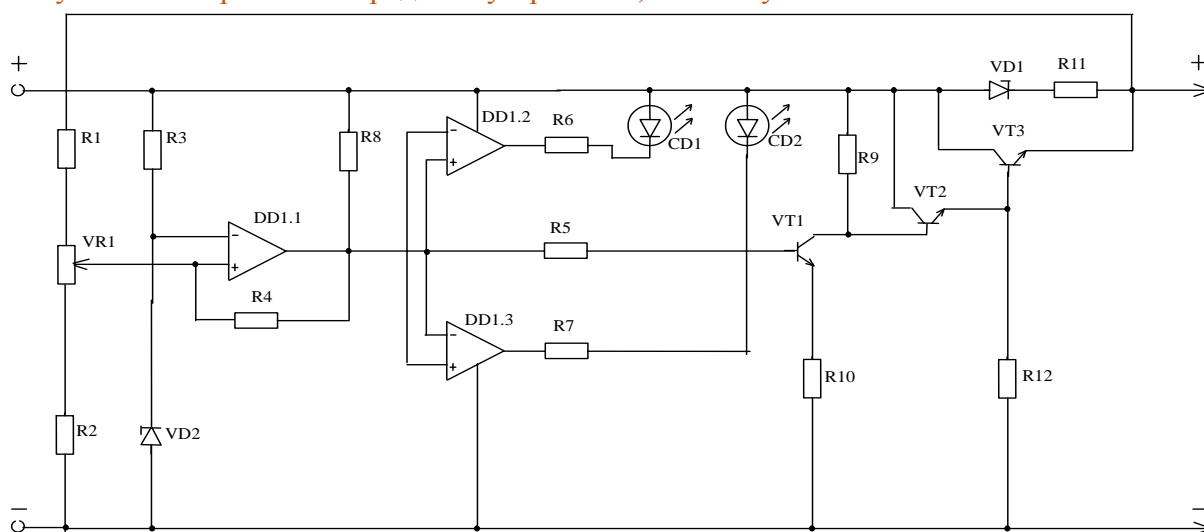 + +
VD1 R11
R1 R3 R8 DD1.2 R6 CD1 CD2 R9 VT3
VT2
VR1 DD1.1 R5 VT1
R4
DD1.3 R7
R10 R12
R2 VD2
− −